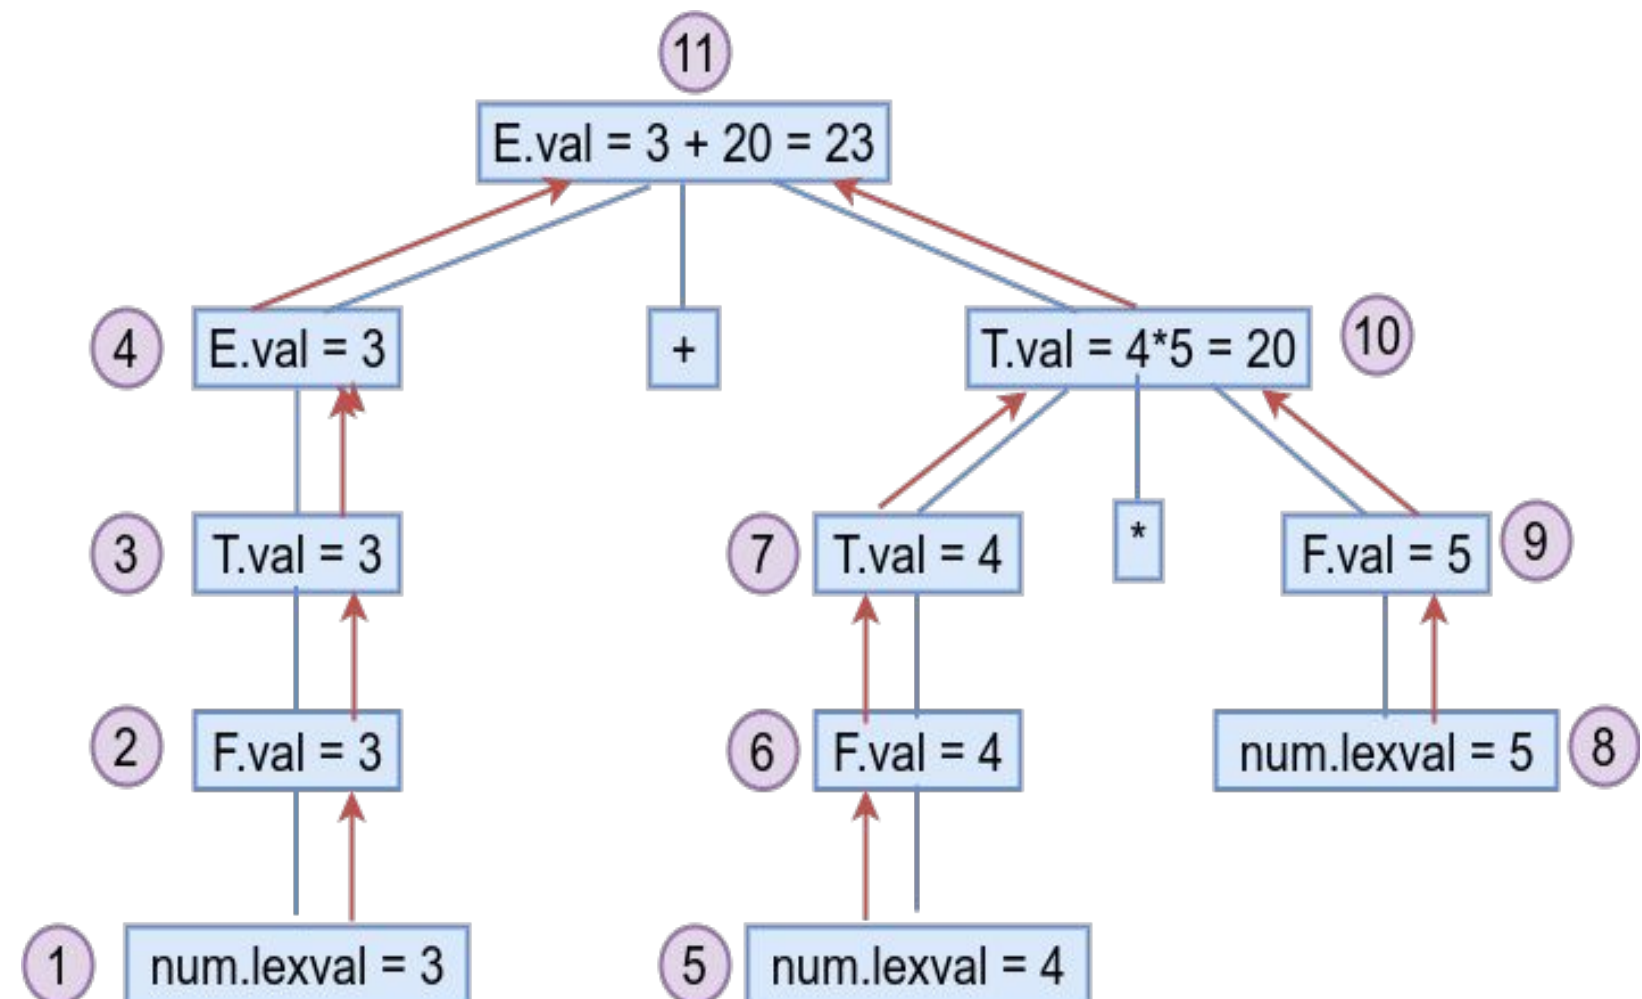 11
E.val = 3 + 20 = 23
4 E.val = 3 + T.val = 4*5 = 20 10
3 T.val = 3 7 T.val = 4 * F.val = 5 9
2 F.val = 3 6 F.val = 4 num.lexval = 5 8
1 num.lexval = 3 5 num.lexval = 4